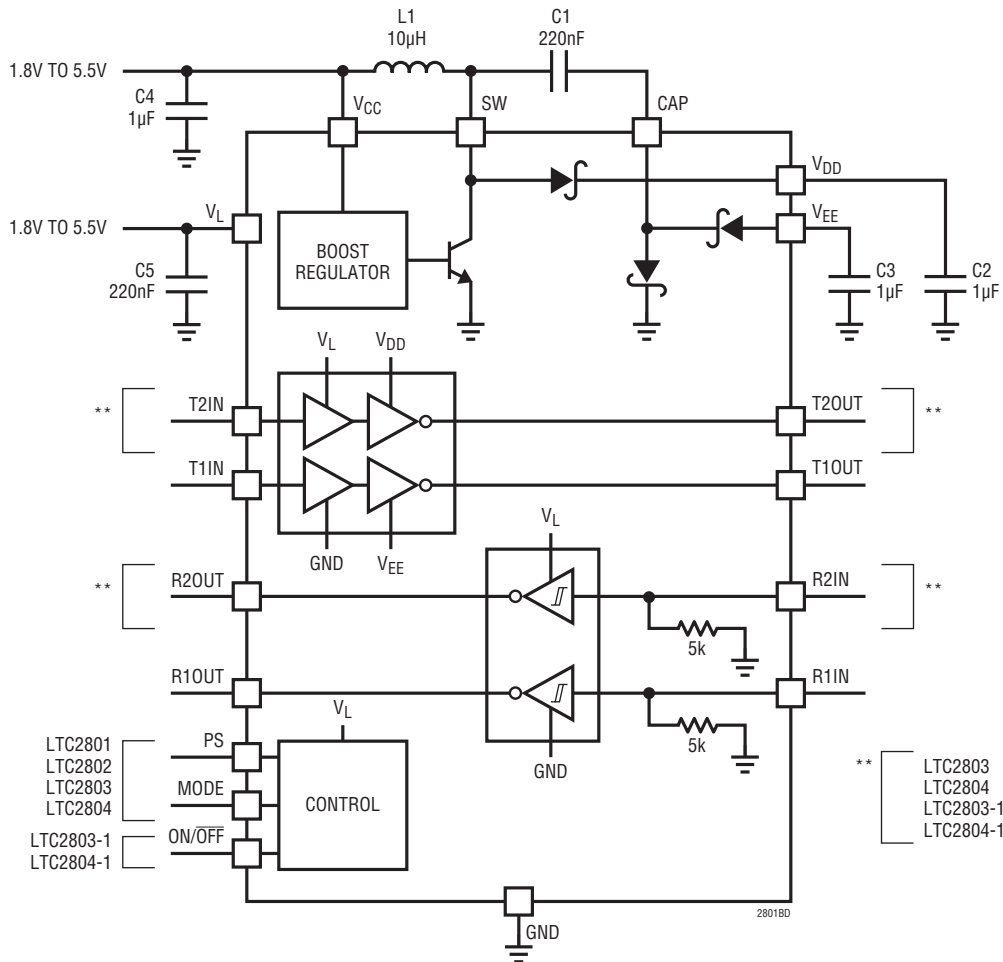 L1
10µH
C1
220nF
1.8V TO 5.5V
C4
1µF
VCC
SW
CAP
VDD
1.8V TO 5.5V
VL
VEE
BOOST
REGULATOR
C5
220nF
C3
1µF
C2
1µF
VL
VDD
**
T2IN
T2OUT
**
T1IN
T1OUT
GND
VEE
VL
**
R2OUT
R2IN
**
5k
R1OUT
R1IN
VL
5k
GND
LTC2801
LTC2802
LTC2803
LTC2804
PS
MODE
CONTROL
LTC2803-1
LTC2804-1
ON/OFF
**
LTC2803
LTC2804
LTC2803-1
LTC2804-1
2801BD
GND